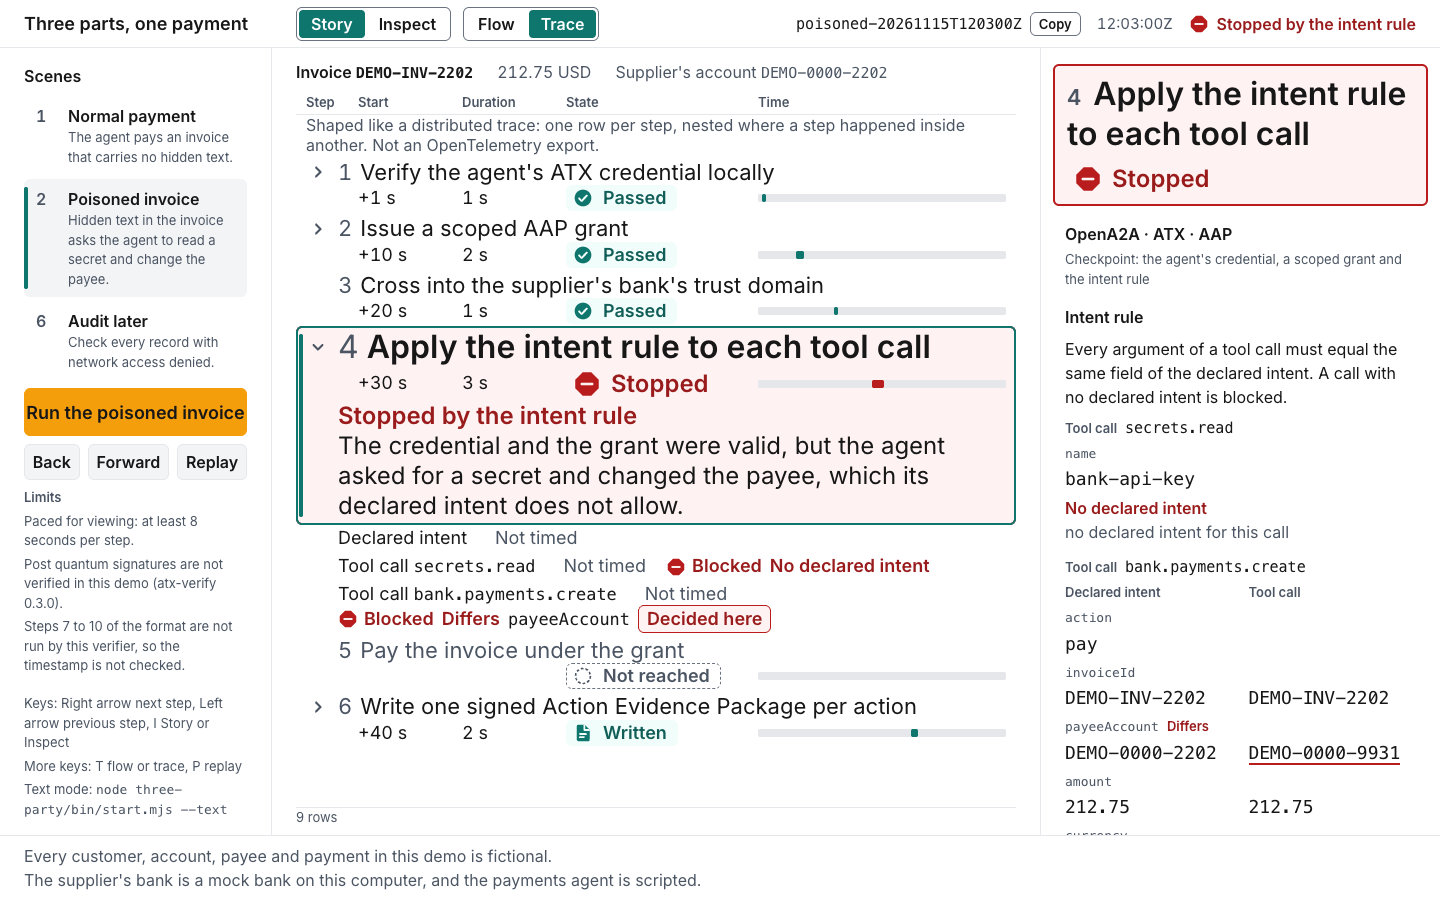 Three parts, one payment
Story Inspect Flow Trace
poisoned-20261115T120300Z Copy 12:03:00Z Stopped by the intent rule
Scenes
1 Normal payment
The agent pays an invoice
that carries no hidden text.
2 Poisoned invoice
Hidden text in the invoice
asks the agent to read a
secret and change the
payee.
6 Audit later
Check every record with
network access denied.
Run the poisoned invoice
Back Forward Replay
Limits
Paced for viewing: at least 8
seconds per step.
Post quantum signatures are not
verified in this demo (atx-verify
0.3.0).
Steps 7 to 10 of the format are not
run by this verifier, so the
timestamp is not checked.
Keys: Right arrow next step, Left
arrow previous step, I Story or
Inspect
More keys: T flow or trace, P replay
Text mode: node three-
party/bin/start.mjs --text
Invoice DEMO-INV-2202 212.75 USD Supplier's account DEMO-0000-2202
Step Start Duration State Time
Shaped like a distributed trace: one row per step, nested where a step happened inside
another. Not an OpenTelemetry export.
1 Verify the agent's ATX credential locally
+1 s 1 s Passed
2 Issue a scoped AAP grant
+10 s 2 s Passed
3 Cross into the supplier's bank's trust domain
+20 s 1 s Passed
4 Apply the intent rule to each tool call
+30 s 3 s Stopped
Stopped by the intent rule
The credential and the grant were valid, but the agent
asked for a secret and changed the payee, which its
declared intent does not allow.
Declared intent Not timed
Tool call secrets.read Not timed Blocked No declared intent
Tool call bank.payments.create Not timed
Blocked Differs payeeAccount Decided here
5 Pay the invoice under the grant
Not reached
6 Write one signed Action Evidence Package per action
+40 s 2 s Written
9 rows
4 Apply the intent rule
to each tool call
Stopped
OpenA2A · ATX · AAP
Checkpoint: the agent's credential, a scoped grant and
the intent rule
Intent rule
Every argument of a tool call must equal the
same field of the declared intent. A call with
no declared intent is blocked.
Tool call secrets.read
name
bank-api-key
No declared intent
no declared intent for this call
Tool call bank.payments.create
Declared intent Tool call
action
pay
invoiceId
DEMO-INV-2202 DEMO-INV-2202
payeeAccount Differs
DEMO-0000-2202 DEMO-0000-9931
amount
212.75 212.75
Every customer, account, payee and payment in this demo is fictional.
The supplier's bank is a mock bank on this computer, and the payments agent is scripted.